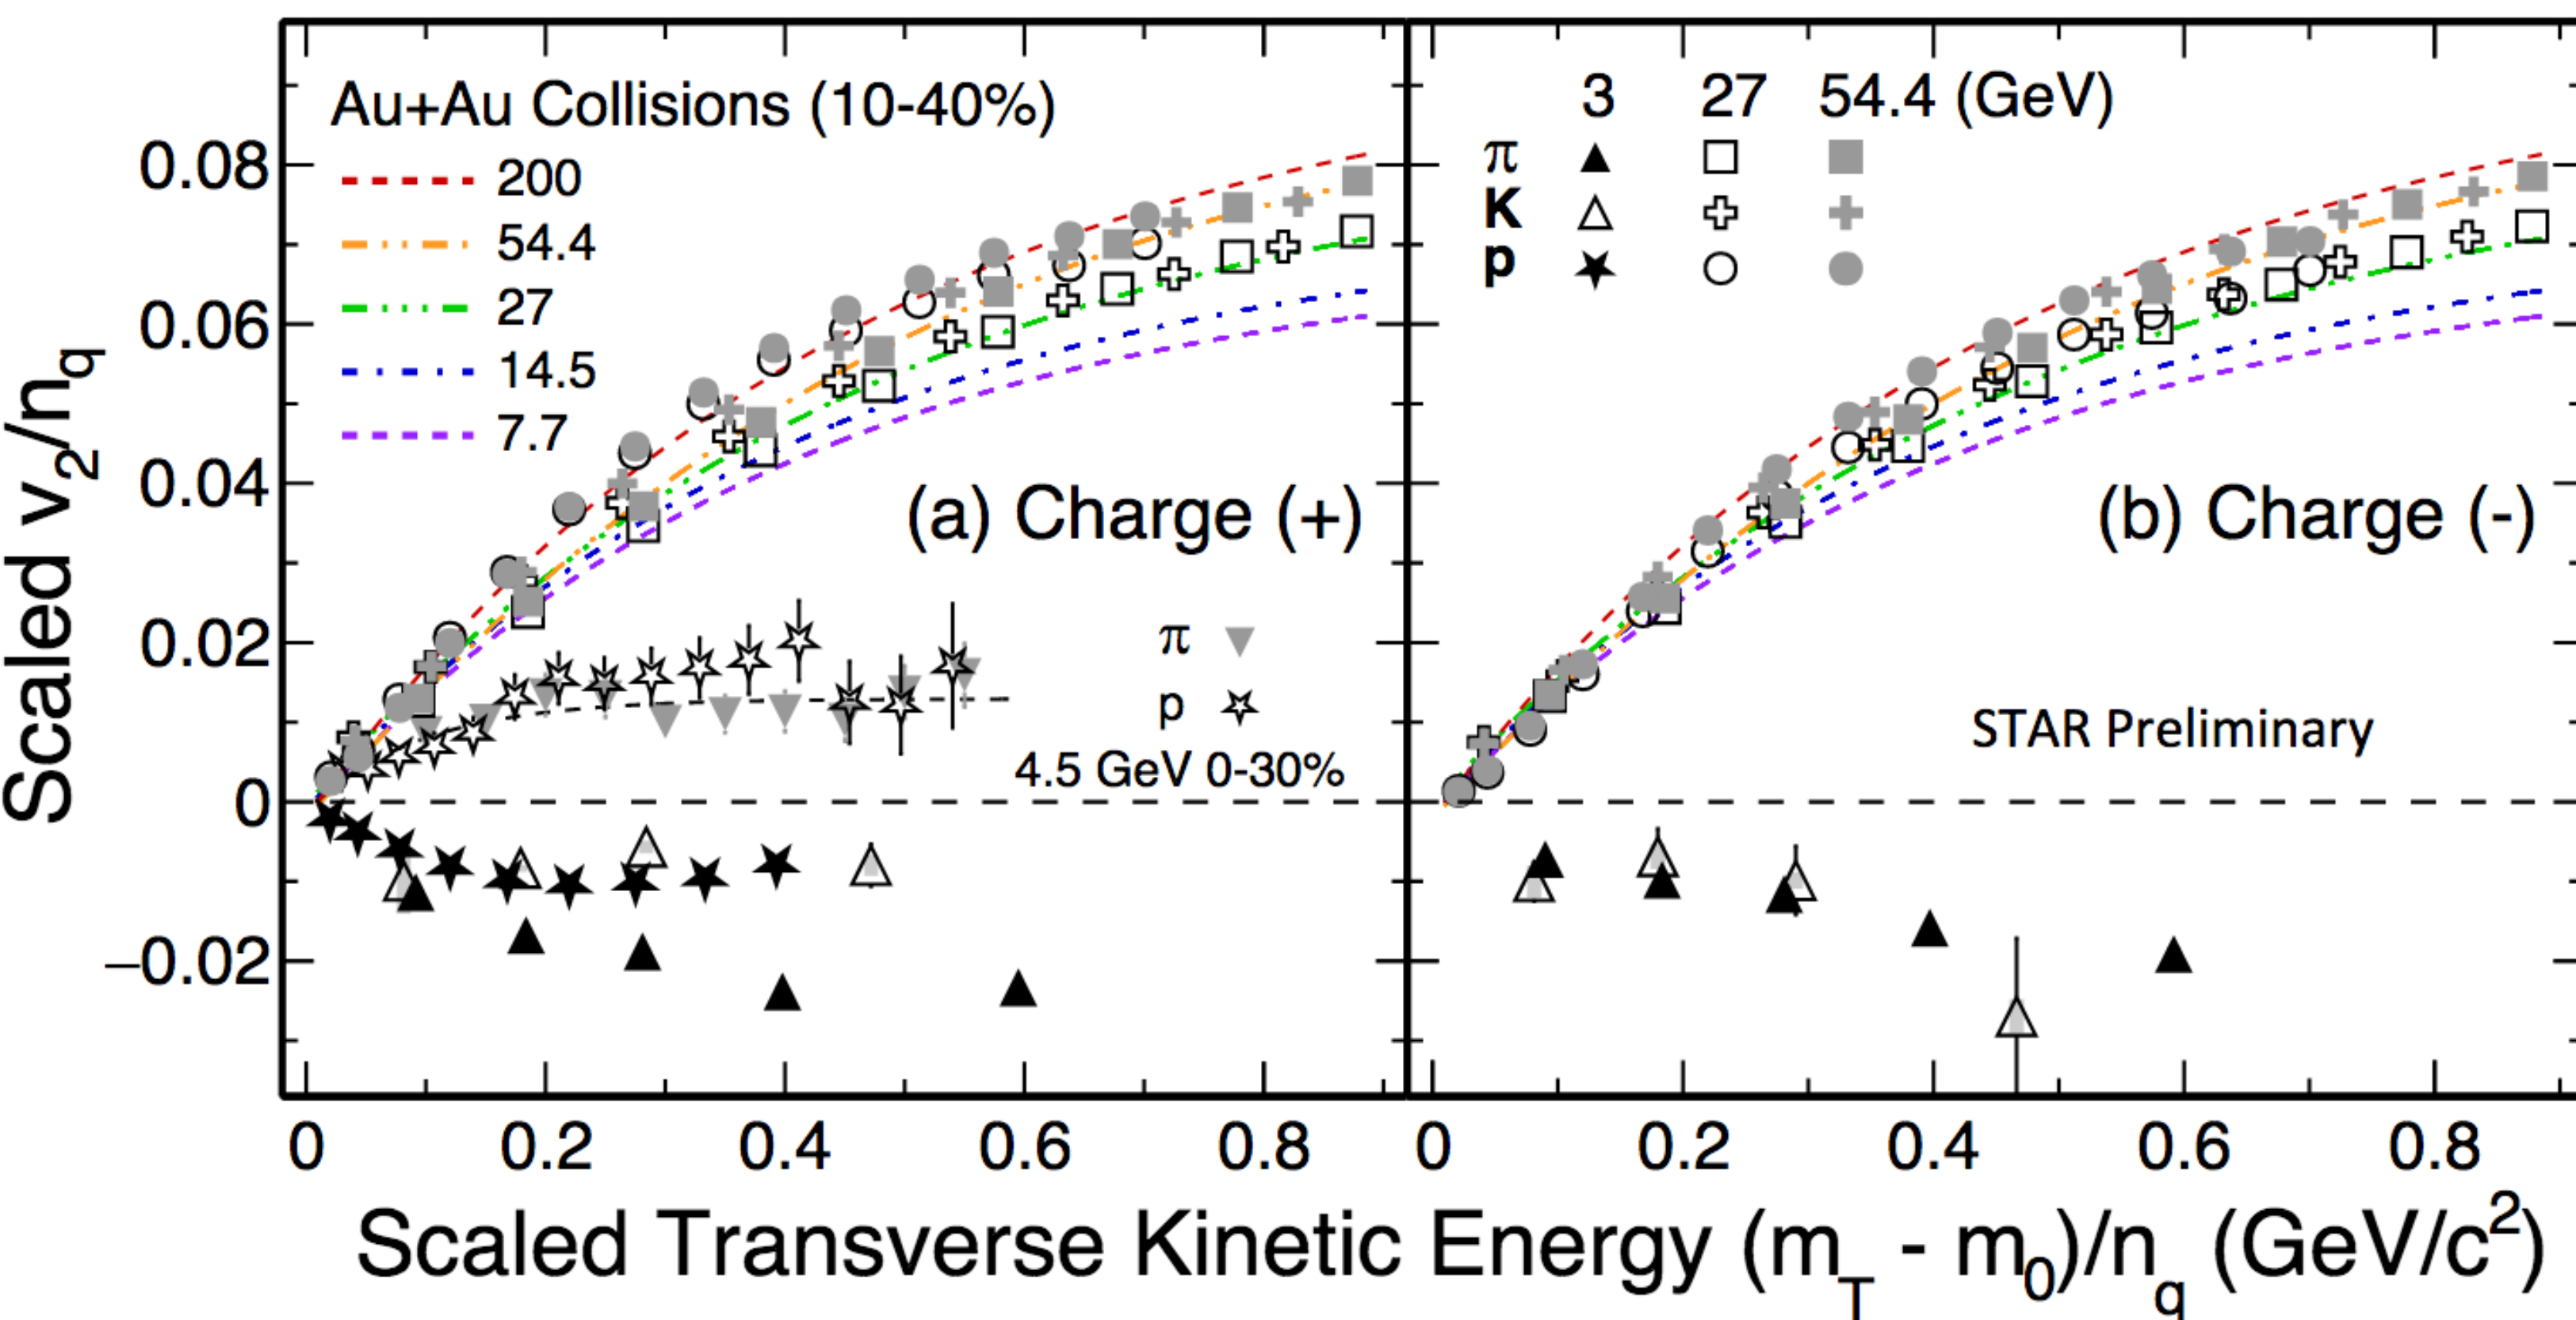 Scaled v2/nq
0.08
0.06
0.04
0.02
0
−0.02
Au+Au Collisions (10-40%)
200
54.4
27
14.5
7.7
(a) Charge (+)
π
p
4.5 GeV 0-30%
3 27 54.4 (GeV)
π
K
p
(b) Charge (-)
STAR Preliminary
0 0.2 0.4 0.6 0.8 0 0.2 0.4 0.6 0.8
Scaled Transverse Kinetic Energy (mT - m0)/nq (GeV/c2)